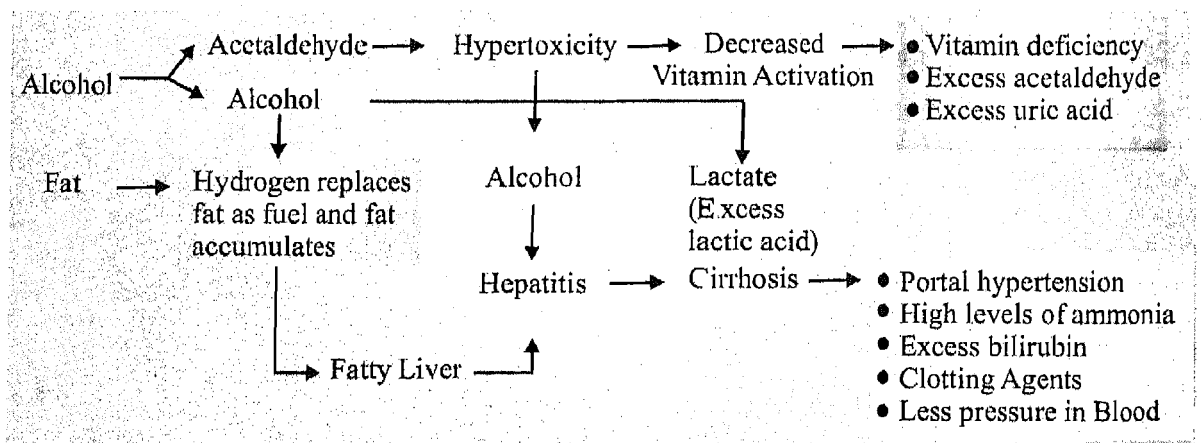 Acetaldehyde
Hypertoxicity
Decreased
Vitamin Activation
• Vitamin deficiency
• Excess acetaldehyde
• Excess uric acid
Alcohol
Alcohol
Fat
Hydrogen replaces
fat as fuel and fat
accumulates
Alcohol
Lactate
(Excess
lactic acid)
Hepatitis
Cirrhosis
• Portal hypertension
• High levels of ammonia
• Excess bilirubin
• Clotting Agents
• Less pressure in Blood
Fatty Liver